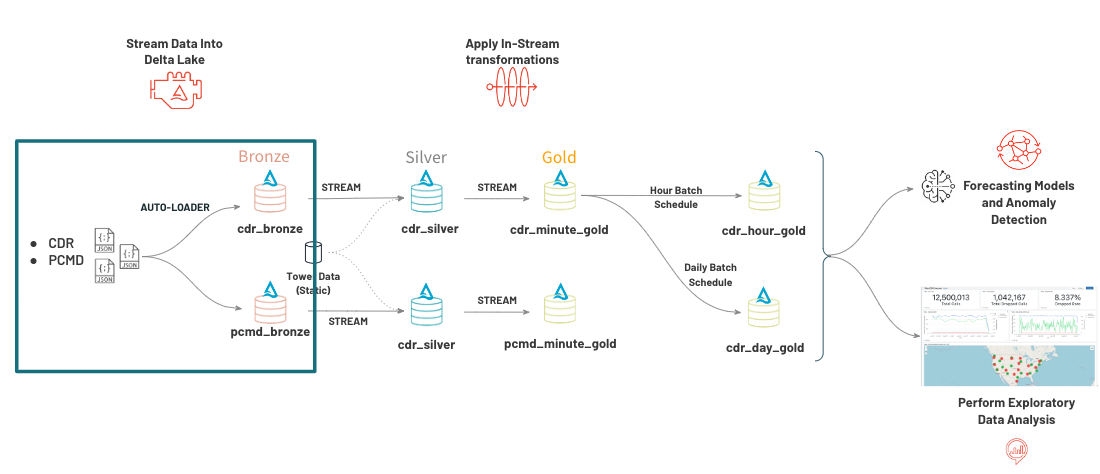 Stream Data Into
Delta Lake
Apply In-Stream
transformations
Bronze
Silver
Gold
STREAM
STREAM
Hour Batch
Schedule
AUTO-LOADER
cdr_bronze
cdr_silver
cdr_minute_gold
cdr_hour_gold
Forecasting Models
and Anomaly
Detection
CDR
PCMD
{;}
JSON
{;}
JSON
{;}
JSON
Tower Data
(Static)
Daily Batch
Schedule
STREAM
STREAM
pcmd_bronze
cdr_silver
pcmd_minute_gold
cdr_day_gold
12,500,013
Total Calls
1,042,167
Total Dropped Calls
8.337%
Dropped Rate
Perform Exploratory
Data Analysis